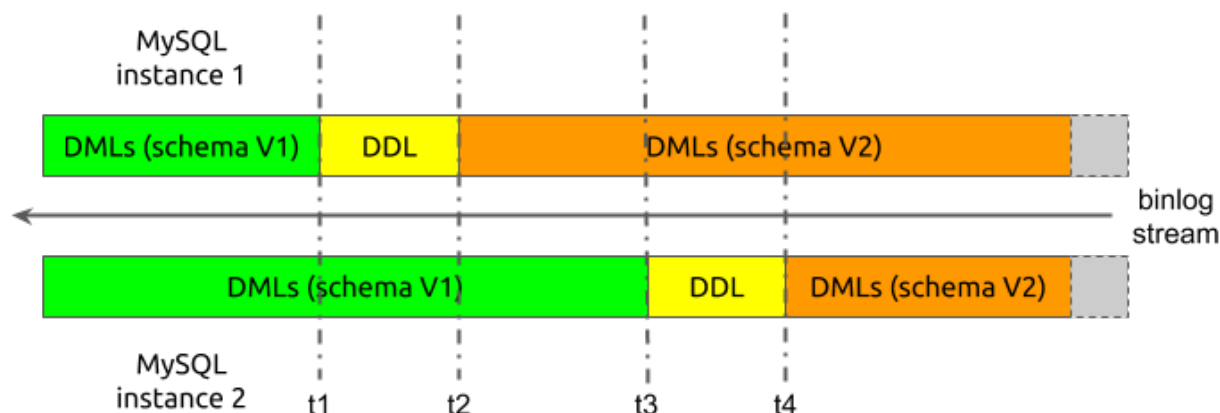 MySQL
instance 1
DMLs (schema V1) DDL DMLs (schema V2)
binlog
stream
DMLs (schema V1) DDL DMLs (schema V2)
MySQL
instance 2
t1 t2 t3 t4